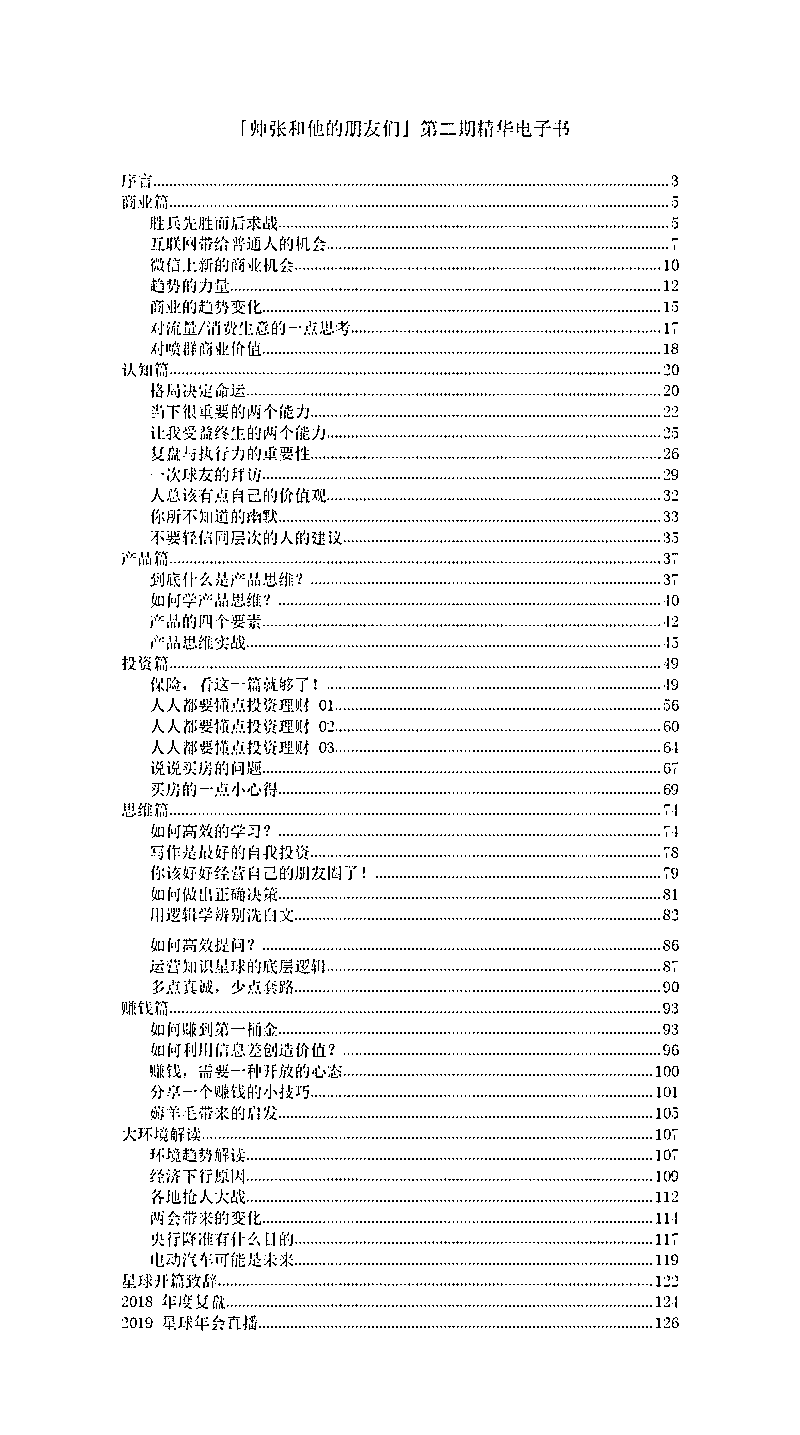 「帅张和他的朋友们」第二期精华电子书
序言 3
商业篇 5
胜兵先胜而后求战 5
互联网带给普通人的机会 7
微信上新的商业机会 10
趋势的力量 12
商业的趋势变化 15
对流量/消费生意的一点思考 17
对喷群商业价值 18
认知篇 20
格局决定命运 20
当下很重要的两个能力 22
让我受益终生的两个能力 25
复盘与执行力的重要性 26
一次球友的拜访 29
人总该有点自己的价值观 32
你所不知道的幽默 33
不要轻信同层次的人的建议 35
产品篇 37
到底什么是产品思维？ 37
如何学产品思维？ 40
产品的四个要素 42
产品思维实战 45
投资篇 49
保险，看这一篇就够了！ 49
人人都要懂点投资理财 01 56
人人都要懂点投资理财 02 60
人人都要懂点投资理财 03 64
说说买房的问题 67
买房的一点小心得 69
思维篇 74
如何高效的学习？ 74
写作是最好的自我投资 78
你该好好经营自己的朋友圈了！ 79
如何做出正确决策 81
用逻辑学辨别洗白文 82
如何高效提问？ 86
运营知识星球的底层逻辑 87
多点真诚，少点套路 90
赚钱篇 93
如何赚到第一桶金 93
如何利用信息差创造价值？ 96
赚钱，需要一种开放的心态 100
分享一个赚钱的小技巧 101
薅羊毛带来的启发 105
大环境解读 107
环境趋势解读 107
经济下行原因 109
各地抢人大战 112
两会带来的变化 114
央行降准有什么目的 117
电动汽车可能是未来 119
星球开篇致辞 122
2018 年度复盘 124
2019 星球年会直播 126